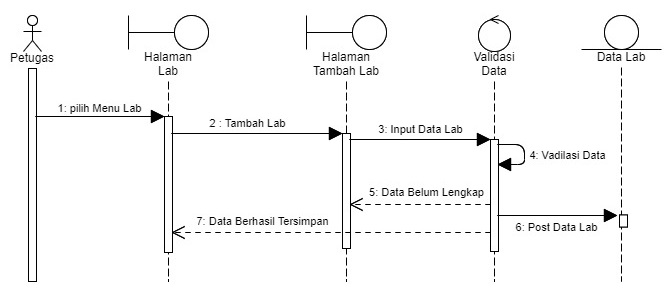 Petugas
Halaman
Lab
Halaman
Tambah Lab
Validasi
Data
Data Lab
1: pilih Menu Lab
2 : Tambah Lab
3: Input Data Lab
4: Vadilasi Data
5: Data Belum Lengkap
6: Post Data Lab
7: Data Berhasil Tersimpan